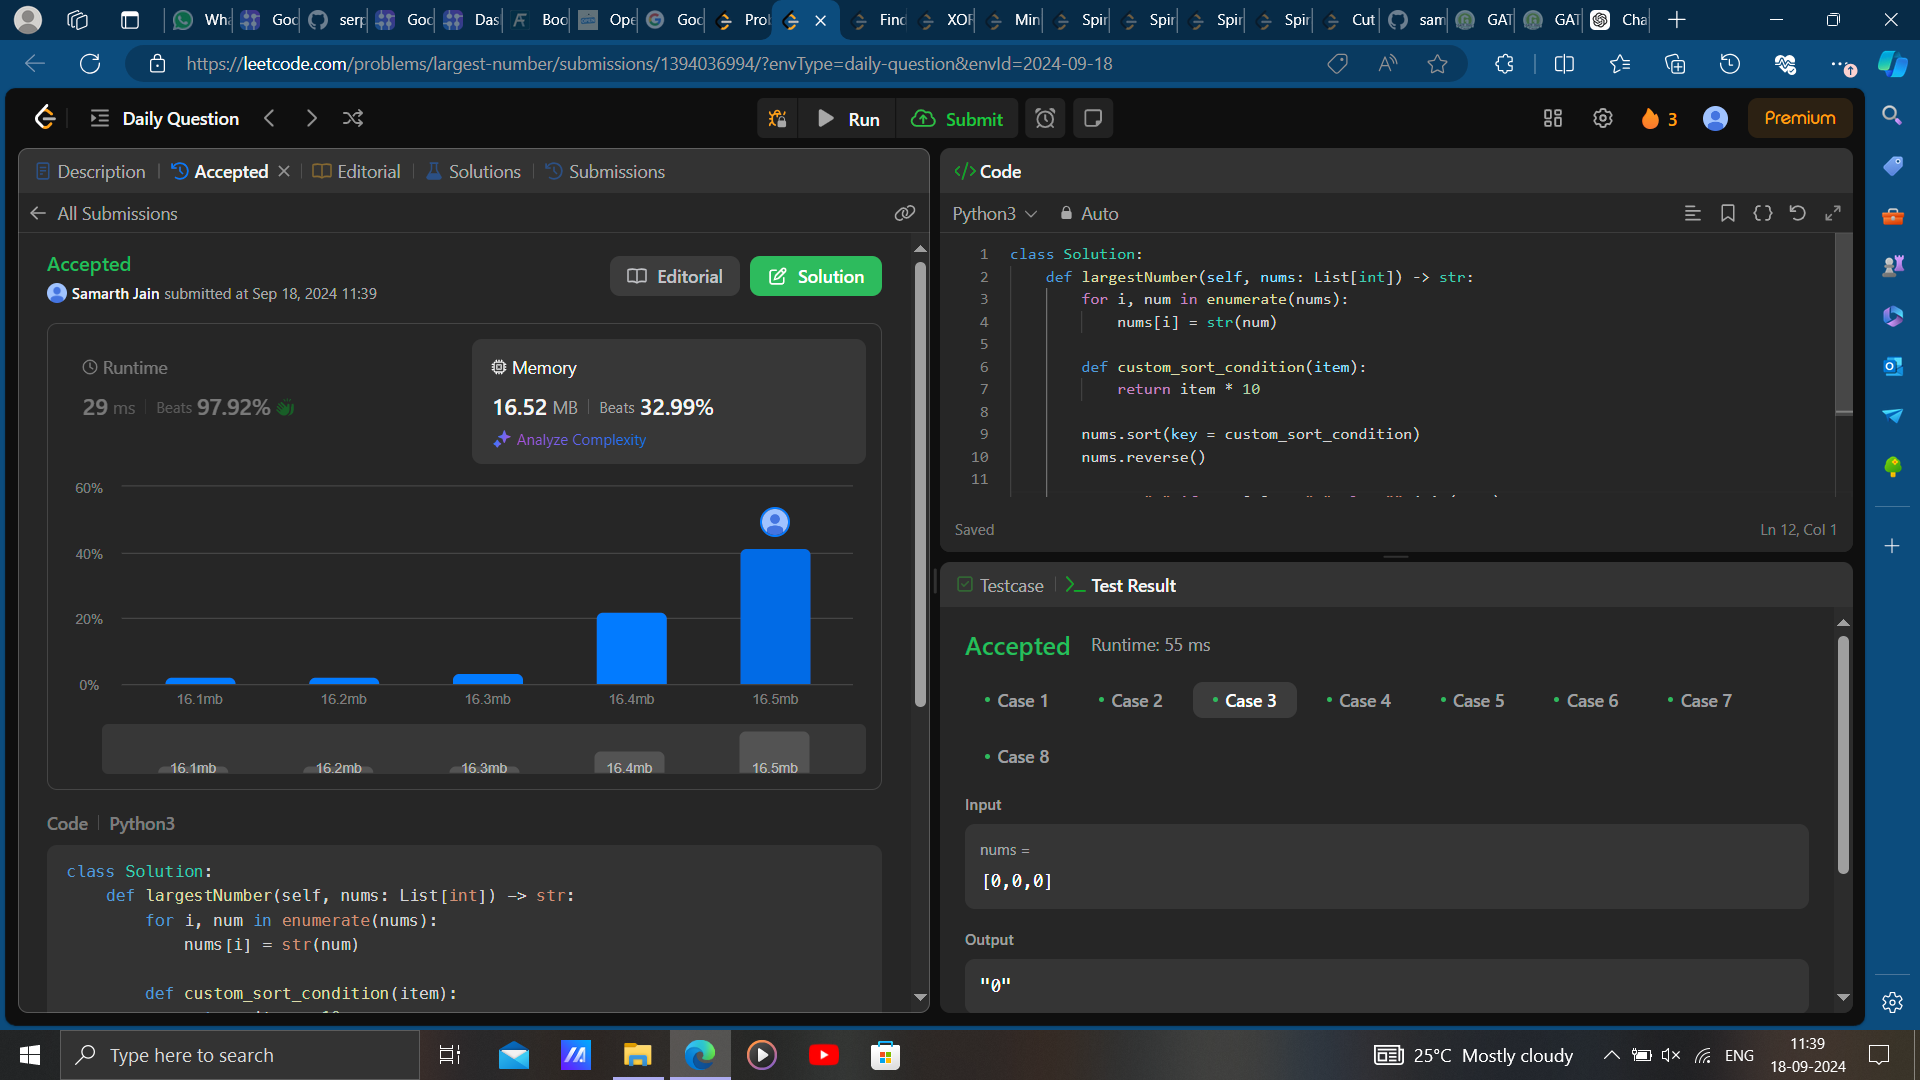 Wha
Goo
serp
Goo
Das
Boo
Ope
Goo
Prob
Find
XOR
Min
Spir
Spir
Spir
Spir
Cut
sam
GAT
GAT
Cha
https://leetcode.com/problems/largest-number/submissions/1394036994/?envType=daily-question&envId=2024-09-18
Daily Question
Run
Submit
3
Premium
Description
Accepted
Editorial
Solutions
Submissions
All Submissions
Accepted
Samarth Jain submitted at Sep 18, 2024 11:39
Editorial
Solution
Runtime
29 ms Beats 97.92%
Memory
16.52 MB Beats 32.99%
Analyze Complexity
60%
40%
20%
0%
16.1mb 16.2mb 16.3mb 16.4mb 16.5mb
16.1mb 16.2mb 16.3mb 16.4mb 16.5mb
Code Python3
class Solution:
def largestNumber(self, nums: List[int]) -> str:
for i, num in enumerate(nums):
nums[i] = str(num)
def custom_sort_condition(item):
</> Code
Python3 Auto
1 class Solution:
2 def largestNumber(self, nums: List[int]) -> str:
3 for i, num in enumerate(nums):
4 nums[i] = str(num)
5
6 def custom_sort_condition(item):
7 return item * 10
8
9 nums.sort(key = custom_sort_condition)
10 nums.reverse()
11
Saved Ln 12, Col 1
Testcase
Test Result
Accepted Runtime: 55 ms
Case 1 Case 2 Case 3 Case 4 Case 5 Case 6 Case 7
Case 8
Input
nums =
[0,0,0]
Output
"0"
Type here to search
25°C Mostly cloudy
ENG
11:39
18-09-2024